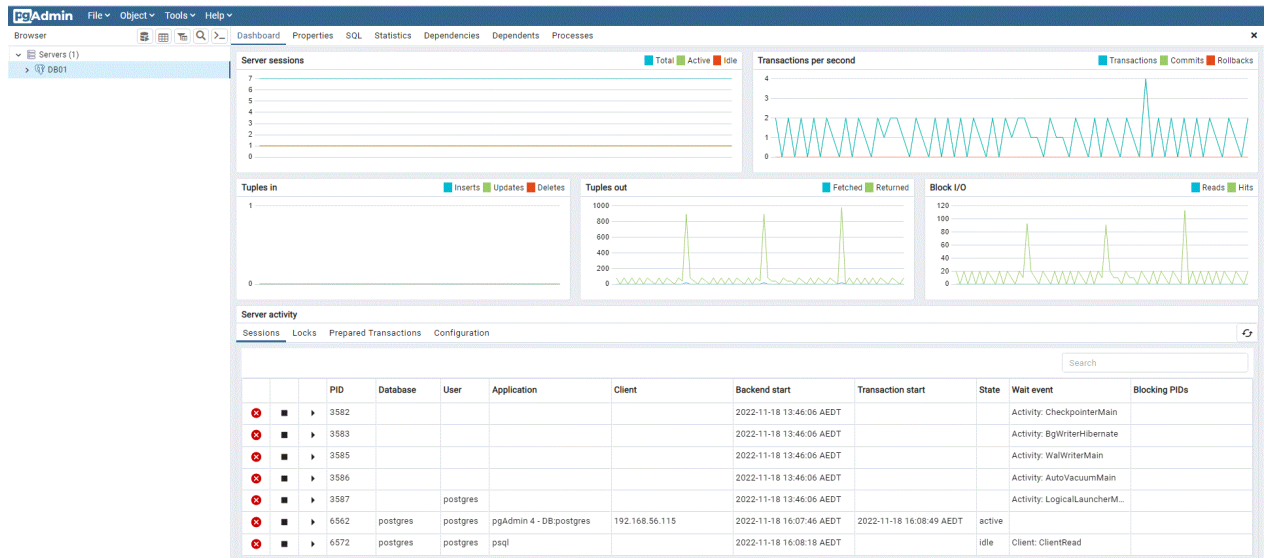 pgAdmin File Object Tools Help
Browser
Servers (1)
DB01
Dashboard Properties SQL Statistics Dependencies Dependents Processes
Server sessions Total Active Idle
7
6
5
4
3
2
1
0
Transactions per second Transactions Commits Rollbacks
4
3
2
1
0
Tuples in Inserts Updates Deletes
1
0
Tuples out Fetched Returned
1000
800
600
400
200
0
Block I/O Reads Hits
120
100
80
60
40
20
0
Server activity
Sessions Locks Prepared Transactions Configuration
Search
PID Database User Application Client Backend start Transaction start State Wait event Blocking PIDs
3582 2022-11-18 13:46:06 AEDT Activity: CheckpointerMain
3583 2022-11-18 13:46:06 AEDT Activity: BgWriterHibernate
3585 2022-11-18 13:46:06 AEDT Activity: WalWriterMain
3586 2022-11-18 13:46:06 AEDT Activity: AutoVacuumMain
3587 postgres 2022-11-18 13:46:06 AEDT Activity: LogicalLauncherM...
6562 postgres postgres pgAdmin 4 - DB:postgres 192.168.56.115 2022-11-18 16:07:46 AEDT 2022-11-18 16:08:49 AEDT active
6572 postgres postgres psql 2022-11-18 16:08:18 AEDT idle Client: ClientRead